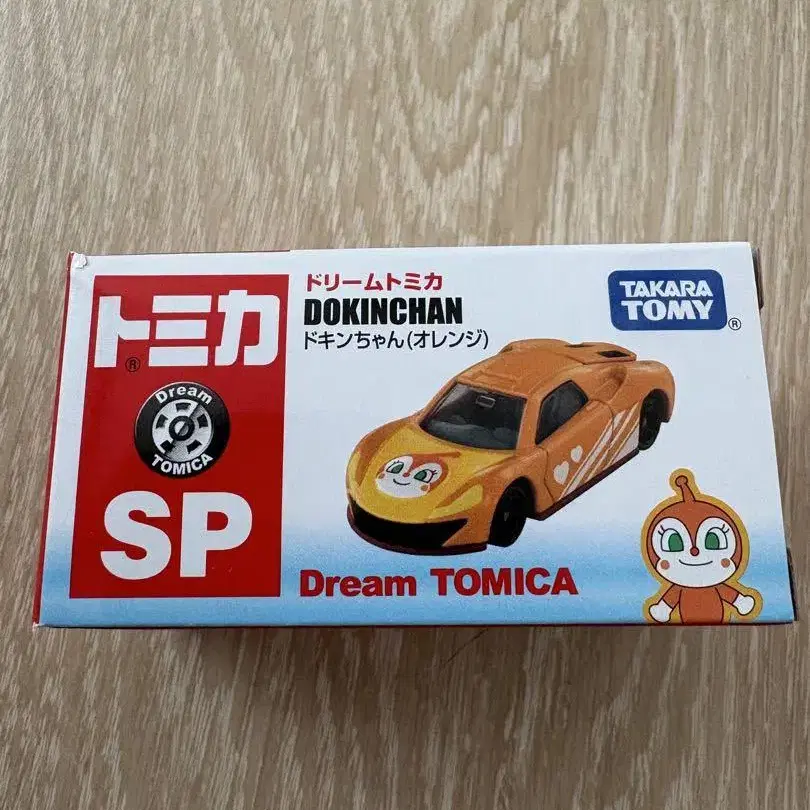 トミカ
®
Dream
TOMICA
SP
ドリームトミカ
DOKINCHAN
ドキンちゃん(オレンジ)
TAKARA
TOMY
®
Dream TOMICA